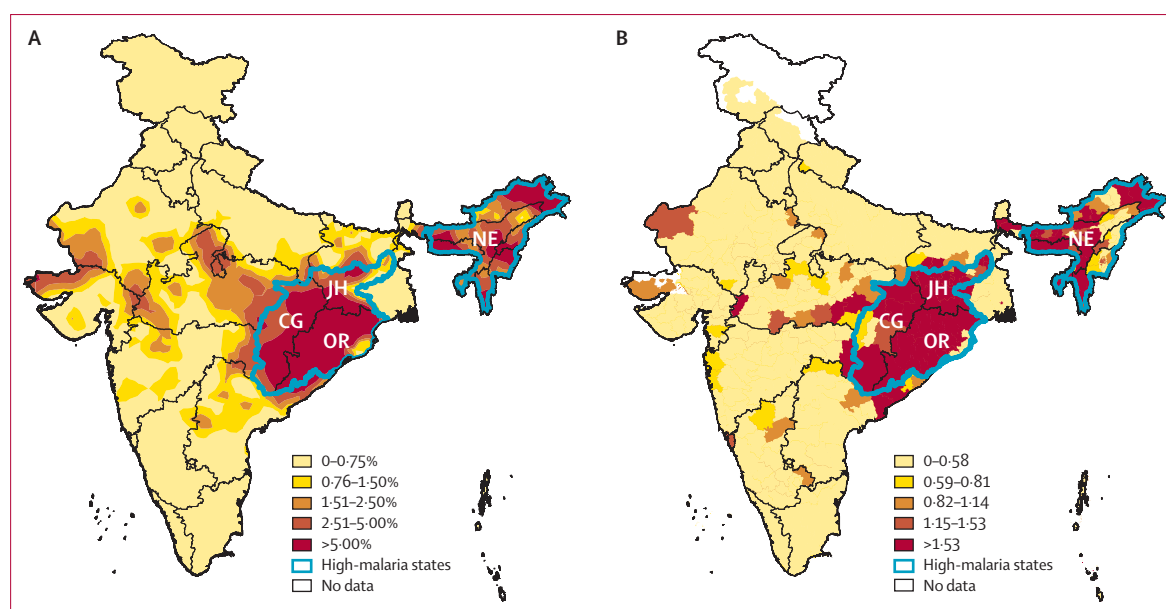 A
NE
JH
CG
OR
0–0·75%
0·76–1·50%
1·51–2·50%
2·51–5·00%
>5·00%
High-malaria states
No data
B
NE
JH
CG
OR
0–0·58
0·59–0·81
0·82–1·14
1·15–1·53
>1·53
High-malaria states
No data